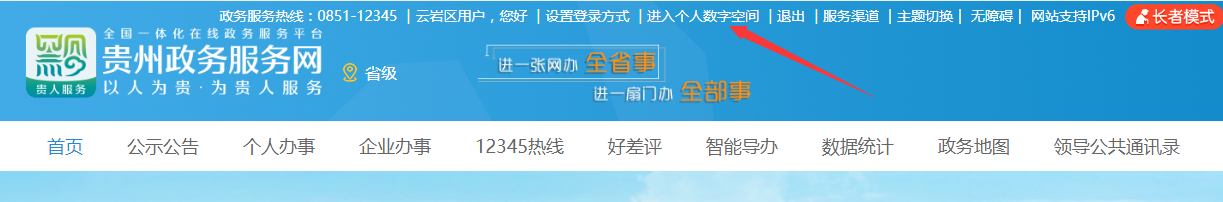 政务服务热线：0851-12345 | 云岩区用户，您好 | 设置登录方式 | 进入个人数字空间 | 退出 | 服务渠道 | 主题切换 | 无障碍 | 网站支持IPv6 长者模式
全国一体化在线政务服务平台
贵州政务服务网
以人为贵·为贵人服务
贵人服务
省级
进一张网办 全省事
进一扇门办 全部事
首页 公示公告 个人办事 企业办事 12345热线 好差评 智能导办 数据统计 政务地图 领导公共通讯录